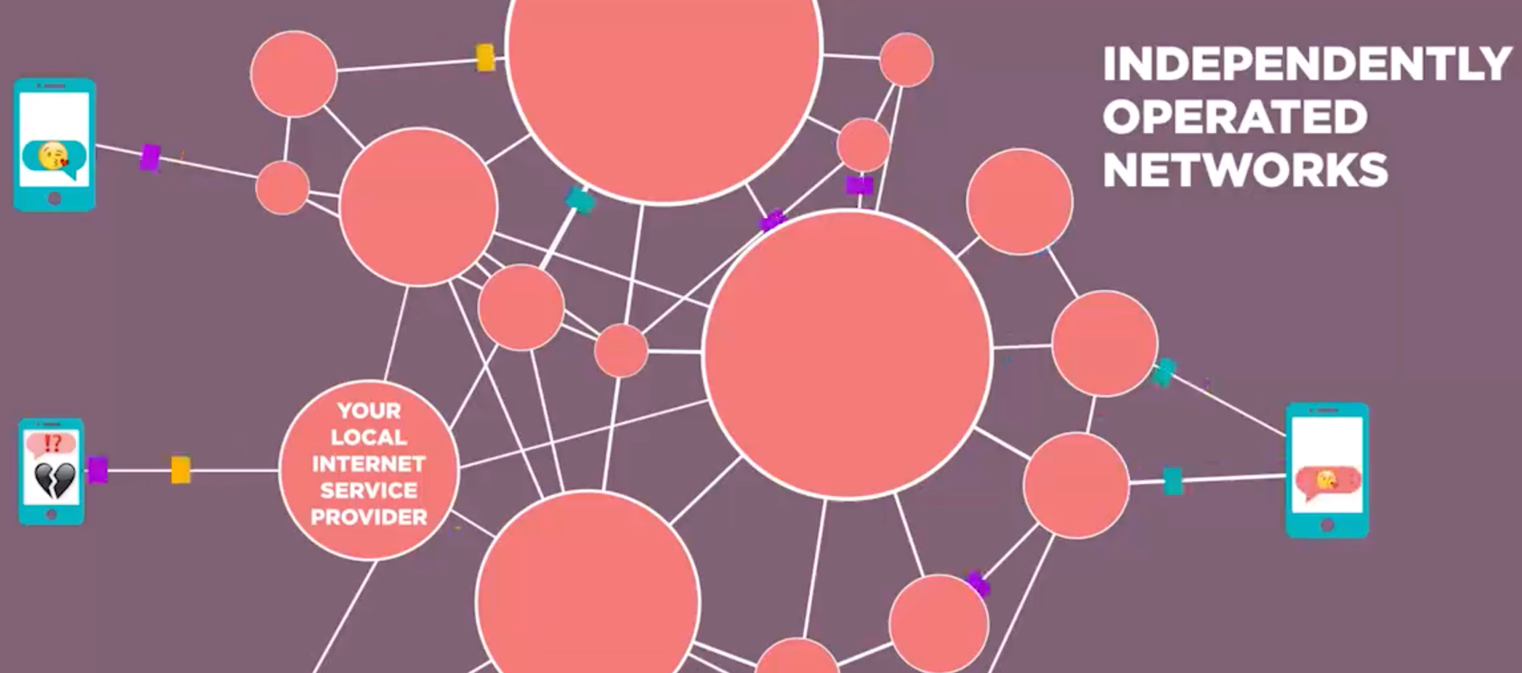 INDEPENDENTLY
OPERATED
NETWORKS
YOUR
LOCAL
INTERNET
SERVICE
PROVIDER
!?